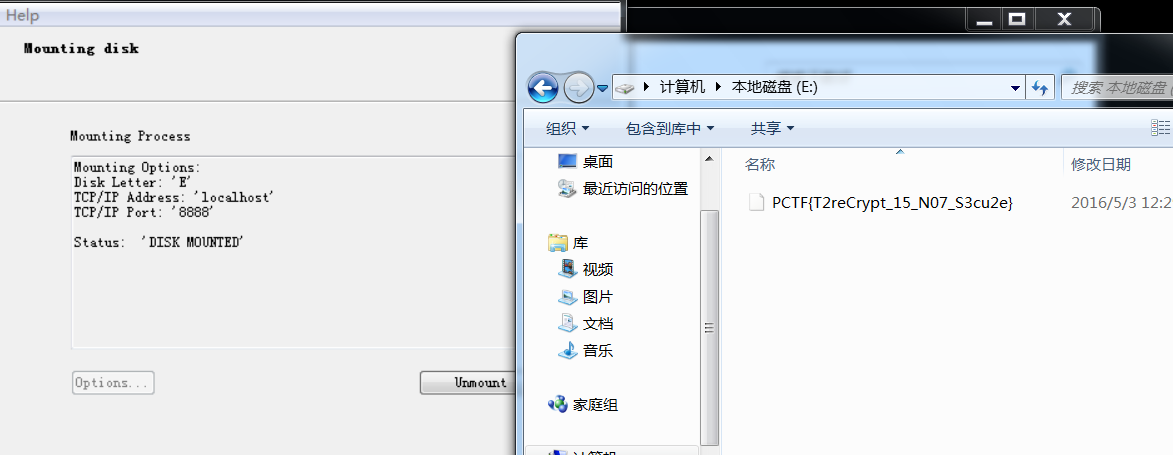 Help
Mounting disk
Mounting Process
Mounting Options:
Disk Letter: 'E'
TCP/IP Address: 'localhost'
TCP/IP Port: '8888'
Status:  'DISK MOUNTED'
Options...
Unmount
计算机 本地磁盘 (E:)
搜索 本地磁盘 (
组织 包含到库中 共享
桌面
最近访问的位置
库
视频
图片
文档
音乐
家庭组
计算机
名称 修改日期
PCTF{T2reCrypt_15_N07_S3cu2e} 2016/5/3 12:2